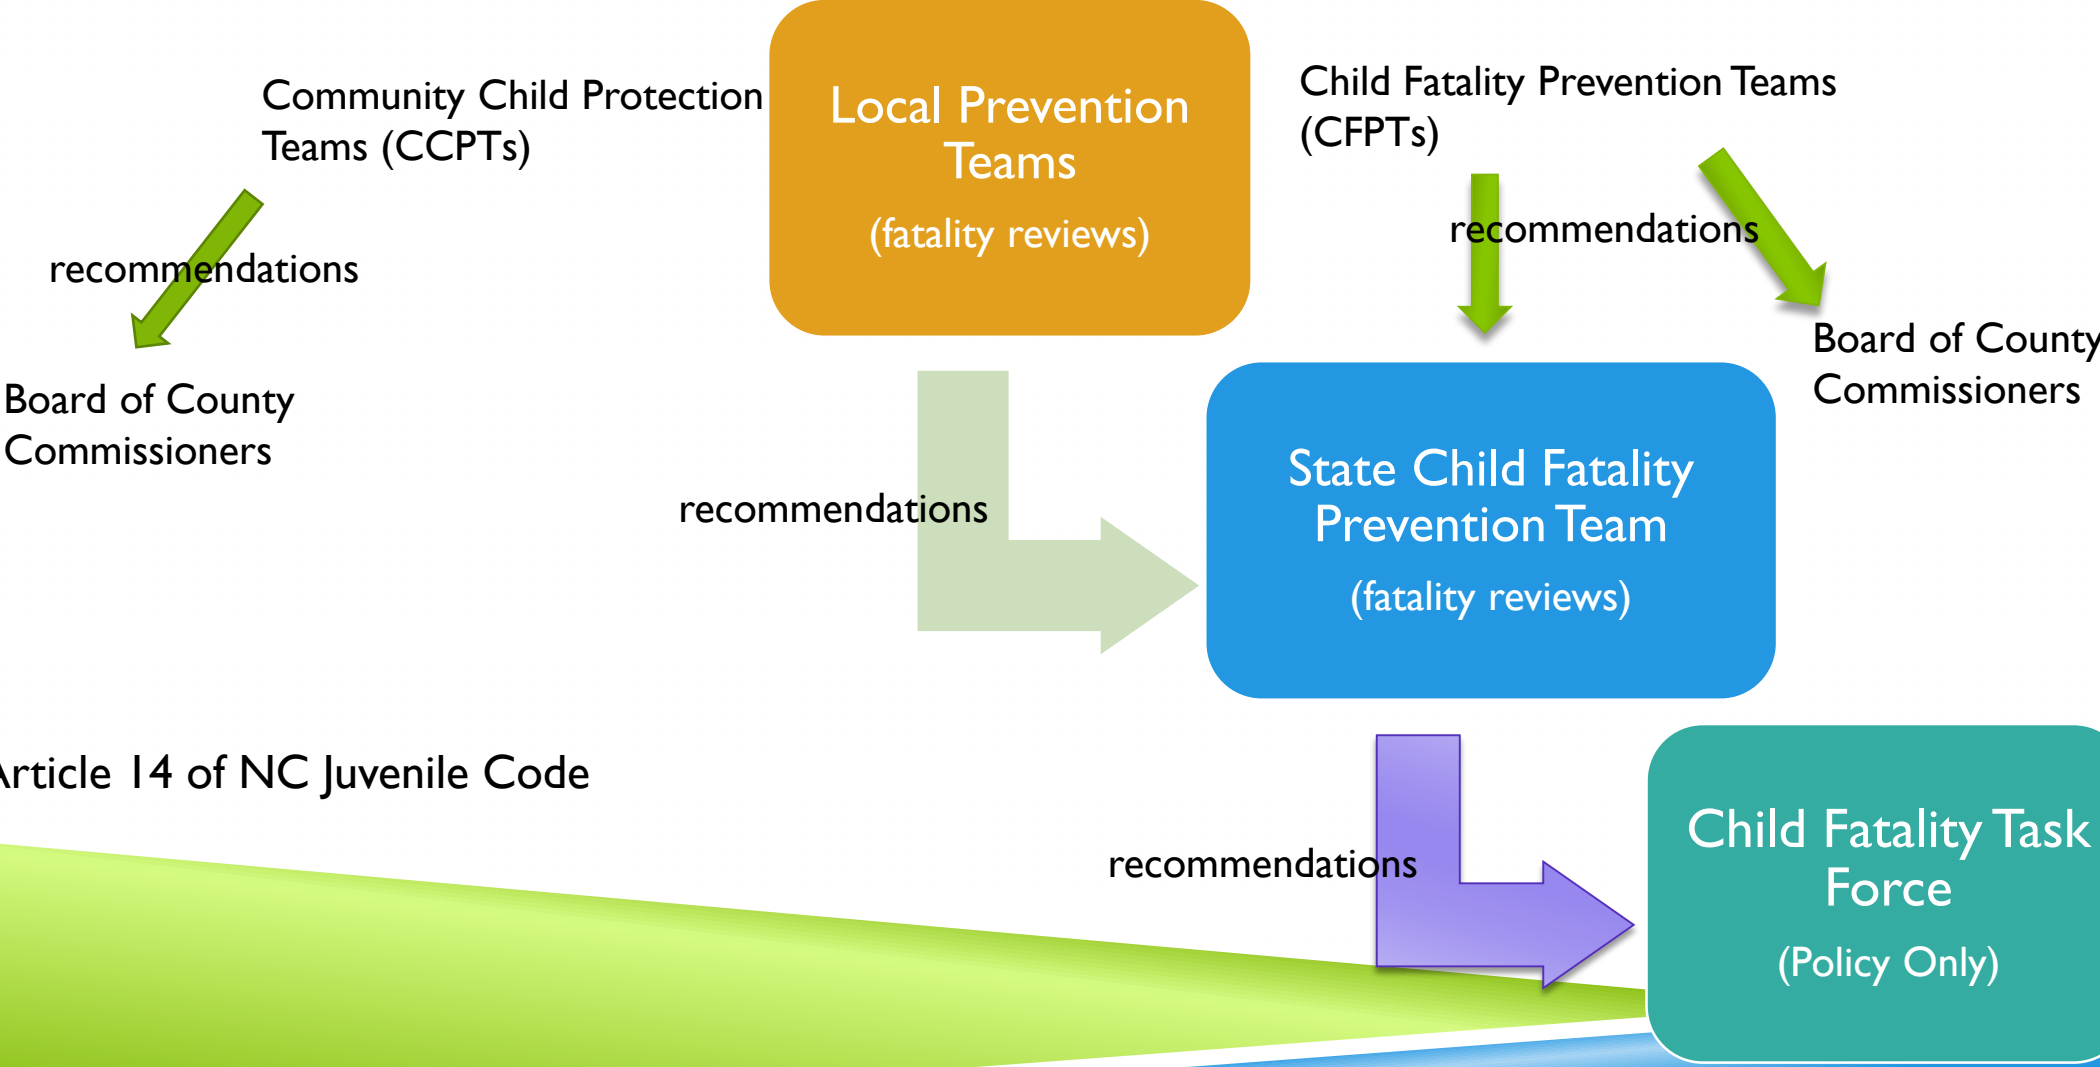 Community Child Protection
Teams (CCPTs)
Local Prevention
Teams
(fatality reviews)
Child Fatality Prevention Teams
(CFPTs)
recommendations
recommendations
Board of County
Commissioners
Board of County
Commissioners
recommendations
State Child Fatality
Prevention Team
(fatality reviews)
Article 14 of NC Juvenile Code
recommendations
Child Fatality Task
Force
(Policy Only)